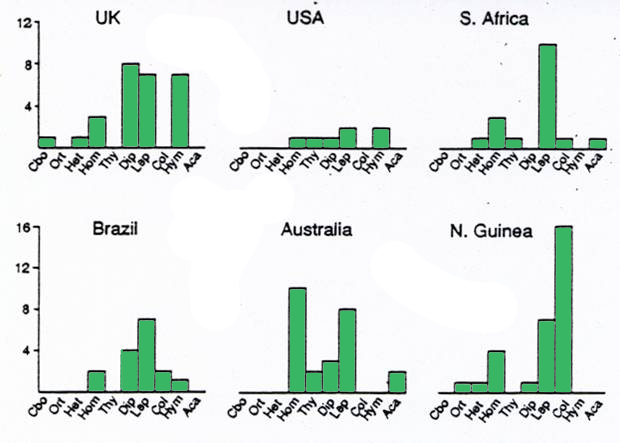 UK USA S. Africa
12
8
4
Cbo Ort Het Hom Thy Dip Lep Col Hym Aca
Cbo Ort Het Hom Thy Dip Lep Col Hym Aca
Cbo Ort Het Hom Thy Dip Lep Col Hym Aca
Brazil Australia N. Guinea
16
12
8
4
Cbo Ort Het Hom Thy Dip Lep Col Hym Aca
Cbo Ort Het Hom Thy Dip Lep Col Hym Aca
Cbo Ort Het Hom Thy Dip Lep Col Hym Aca